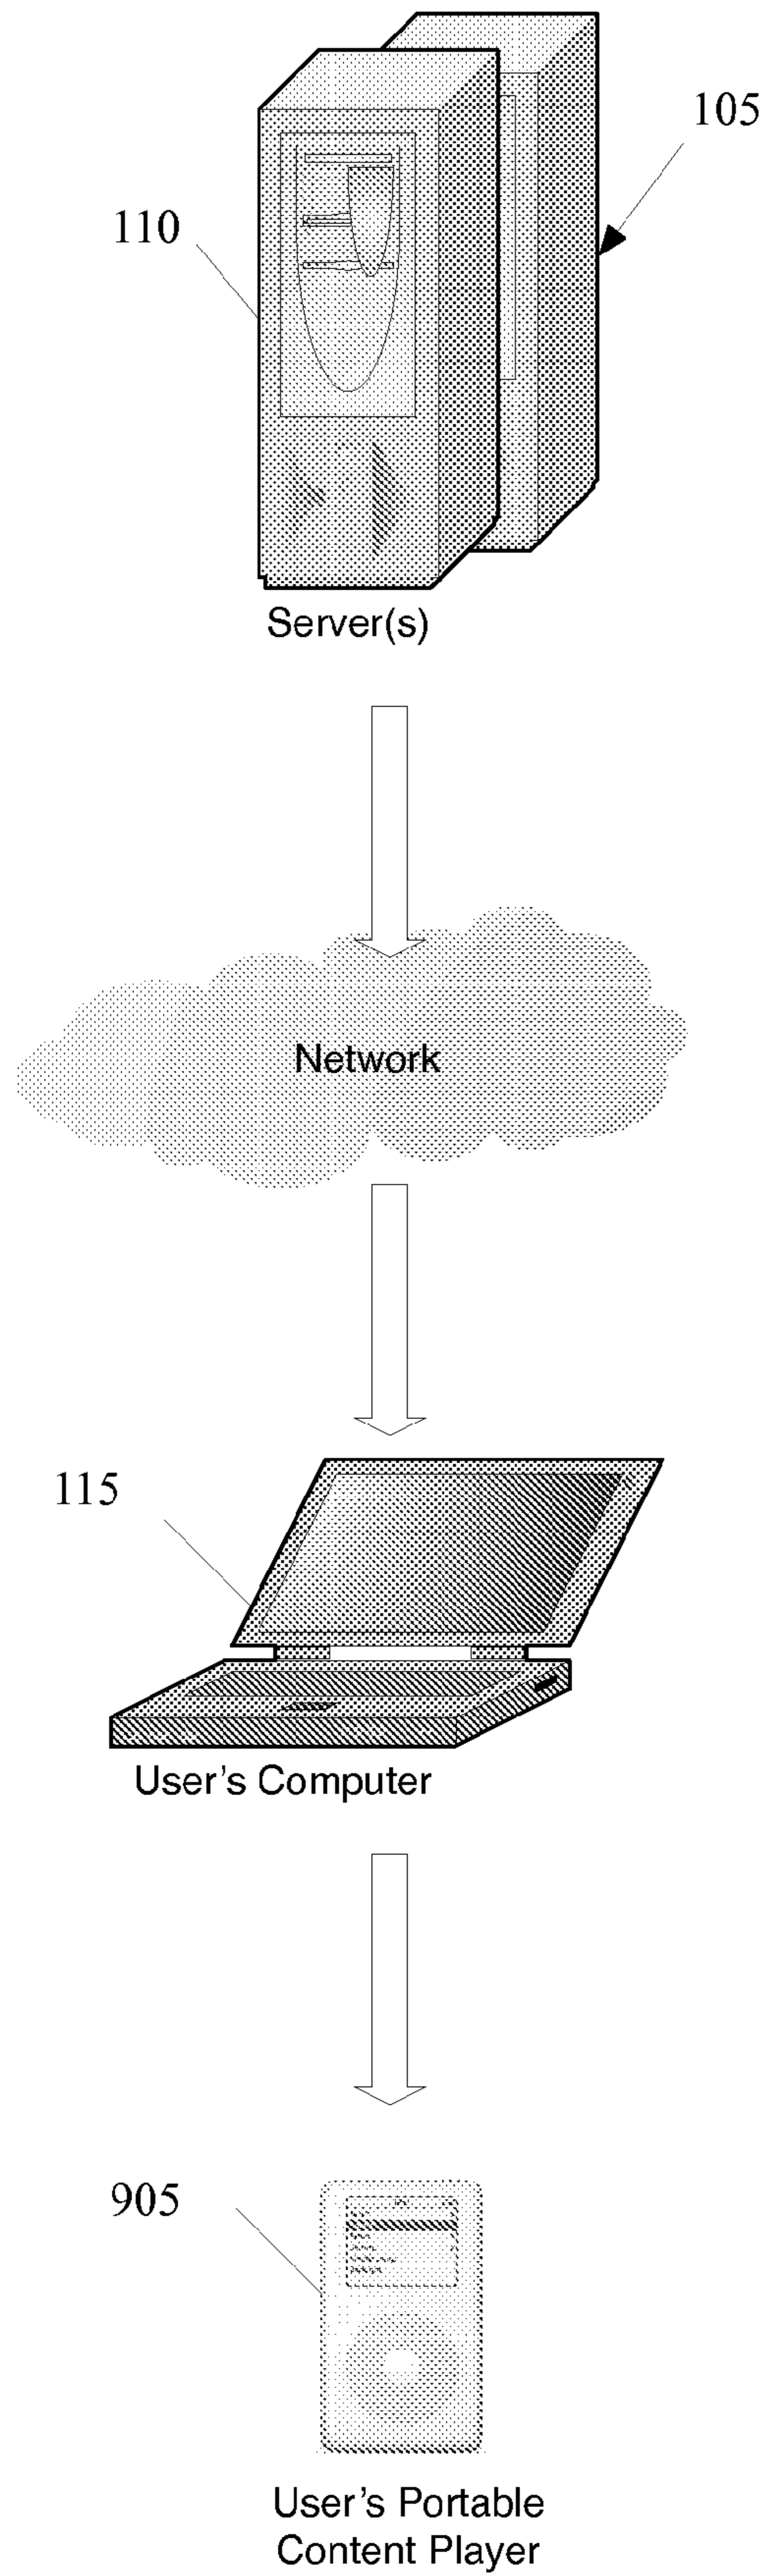 105
110
Server(s)
Network
115
User's Computer
905
User's Portable
Content Player